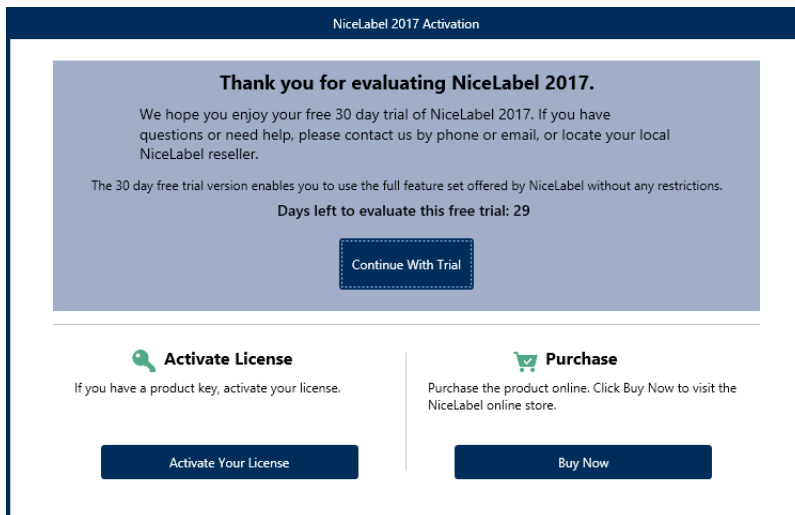 NiceLabel 2017 Activation
Thank you for evaluating NiceLabel 2017.
We hope you enjoy your free 30 day trial of NiceLabel 2017. If you have
questions or need help, please contact us by phone or email, or locate your local
NiceLabel reseller.
The 30 day free trial version enables you to use the full feature set offered by NiceLabel without any restrictions.
Days left to evaluate this free trial: 29
Continue With Trial
Activate License
If you have a product key, activate your license.
Activate Your License
Purchase
Purchase the product online. Click Buy Now to visit the
NiceLabel online store.
Buy Now